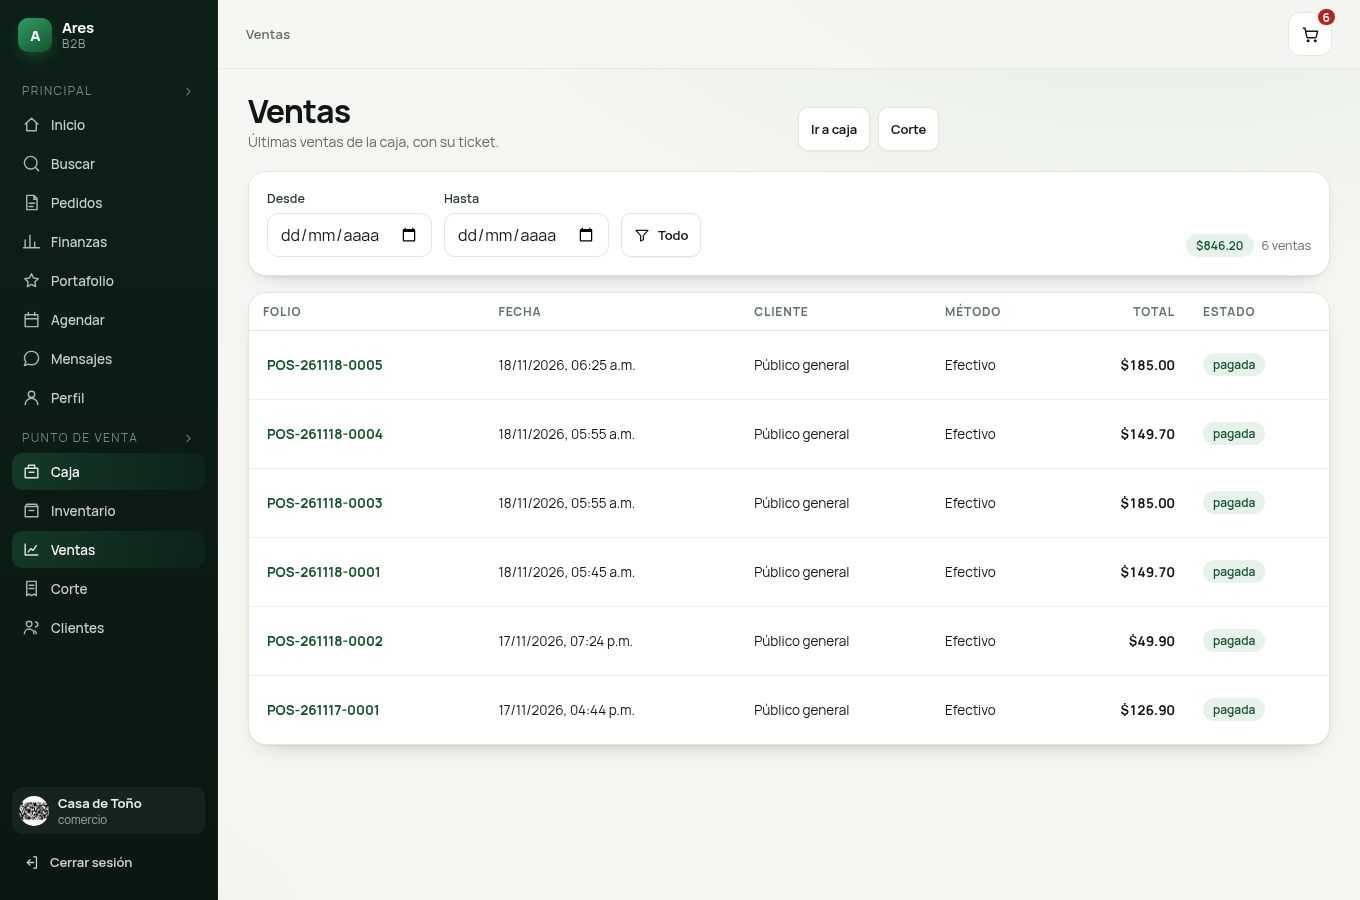 A
Ares
B2B
PRINCIPAL
Inicio
Buscar
Pedidos
Finanzas
Portafolio
Agendar
Mensajes
Perfil
PUNTO DE VENTA
Caja
Inventario
Ventas
Corte
Clientes
Casa de Toño
comercio
Cerrar sesión
Ventas
6
Ventas
Últimas ventas de la caja, con su ticket.
Ir a caja
Corte
Desde
Hasta
dd/mm/aaaa
dd/mm/aaaa
Todo
$846.20 6 ventas
FOLIO FECHA CLIENTE MÉTODO TOTAL ESTADO
POS-261118-0005 18/11/2026, 06:25 a.m. Público general Efectivo $185.00 pagada
POS-261118-0004 18/11/2026, 05:55 a.m. Público general Efectivo $149.70 pagada
POS-261118-0003 18/11/2026, 05:55 a.m. Público general Efectivo $185.00 pagada
POS-261118-0001 18/11/2026, 05:45 a.m. Público general Efectivo $149.70 pagada
POS-261118-0002 17/11/2026, 07:24 p.m. Público general Efectivo $49.90 pagada
POS-261117-0001 17/11/2026, 04:44 p.m. Público general Efectivo $126.90 pagada